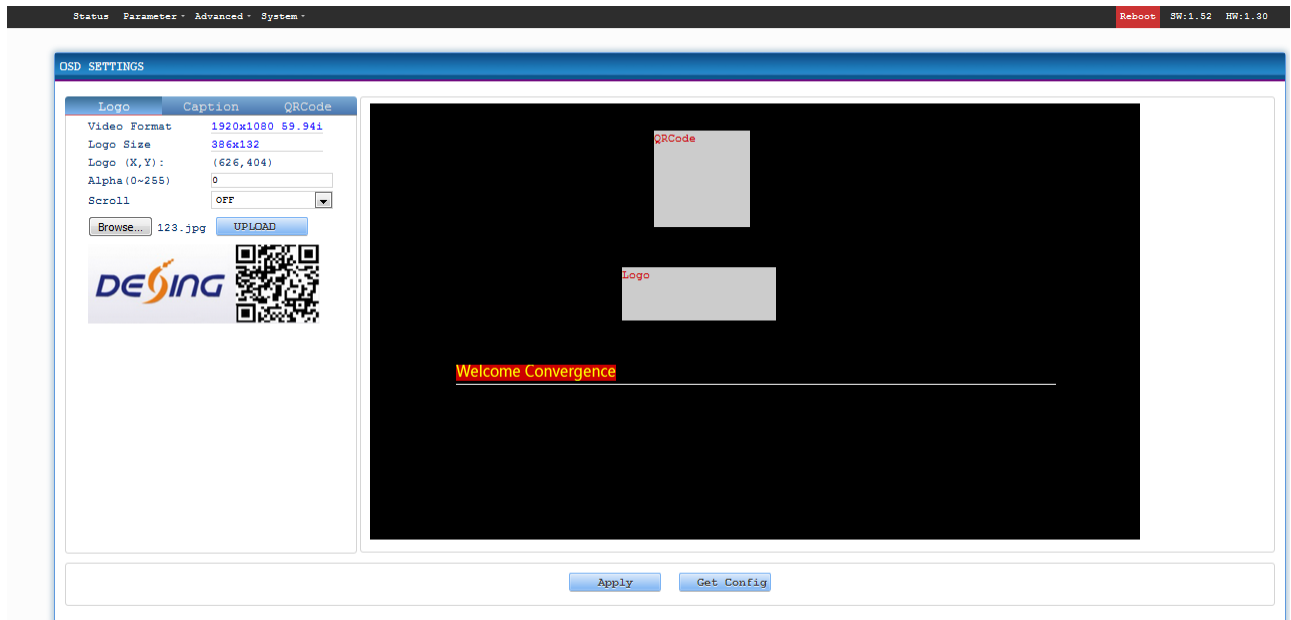 Status Parameter Advanced System Reboot SW:1.52 HW:1.30
OSD SETTINGS
Logo Caption QRCode
Video Format 1920x1080 59.94i
Logo Size 386x132
Logo (X,Y): (626,404)
Alpha(0~255) 0
Scroll OFF
Browse... 123.jpg UPLOAD
DESING
QRCode
Logo
Welcome Convergence
Apply Get Config